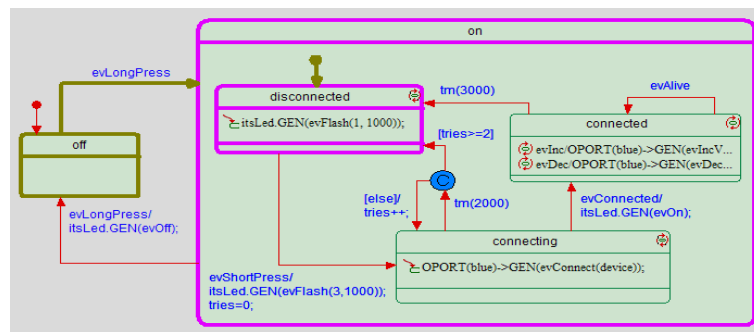 on
evLongPress
disconnected
itsLed.GEN(evFlash(1, 1000));
tm(3000)
evAlive
connected
evInc/OPORT(blue)->GEN(evIncV...
evDec/OPORT(blue)->GEN(evDec...
off
[tries>=2]
C
[else]/
tries++;
tm(2000)
evConnected/
itsLed.GEN(evOn);
evLongPress/
itsLed.GEN(evOff);
connecting
OPORT(blue)->GEN(evConnect(device));
evShortPress/
itsLed.GEN(evFlash(3,1000));
tries=0;